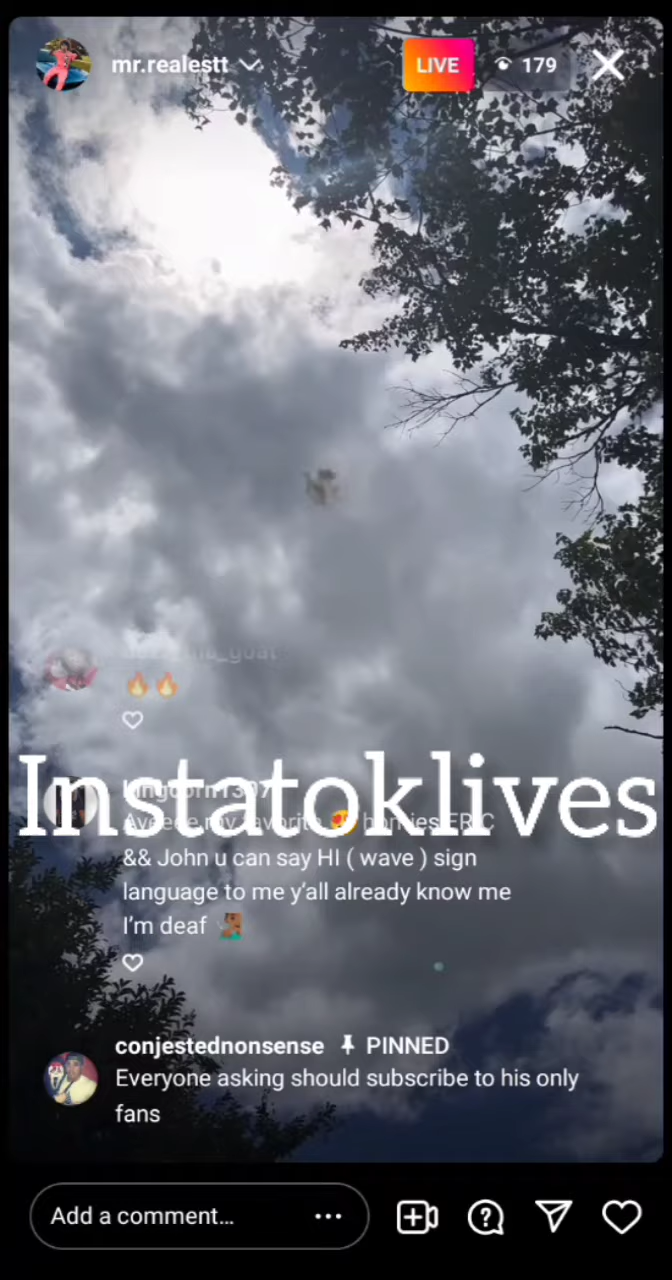 mr.realestt
LIVE
179
🔥🔥
Instatoklives
&& John u can say HI ( wave ) sign
language to me y'all already know me
I'm deaf
conjestednonsense PINNED
Everyone asking should subscribe to his only
fans
Add a comment...